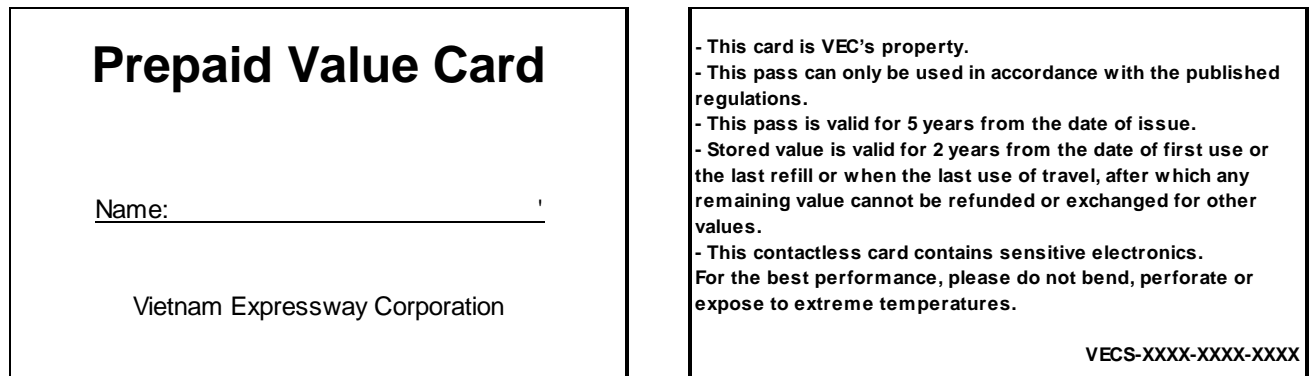 Prepaid Value Card
Name: '
Vietnam Expressway Corporation
- This card is VEC’s property.
- This pass can only be used in accordance with the published
regulations.
- This pass is valid for 5 years from the date of issue.
- Stored value is valid for 2 years from the date of first use or
the last refill or when the last use of travel, after which any
remaining value cannot be refunded or exchanged for other
values.
- This contactless card contains sensitive electronics.
For the best performance, please do not bend, perforate or
expose to extreme temperatures.
VECS-XXXX-XXXX-XXXX